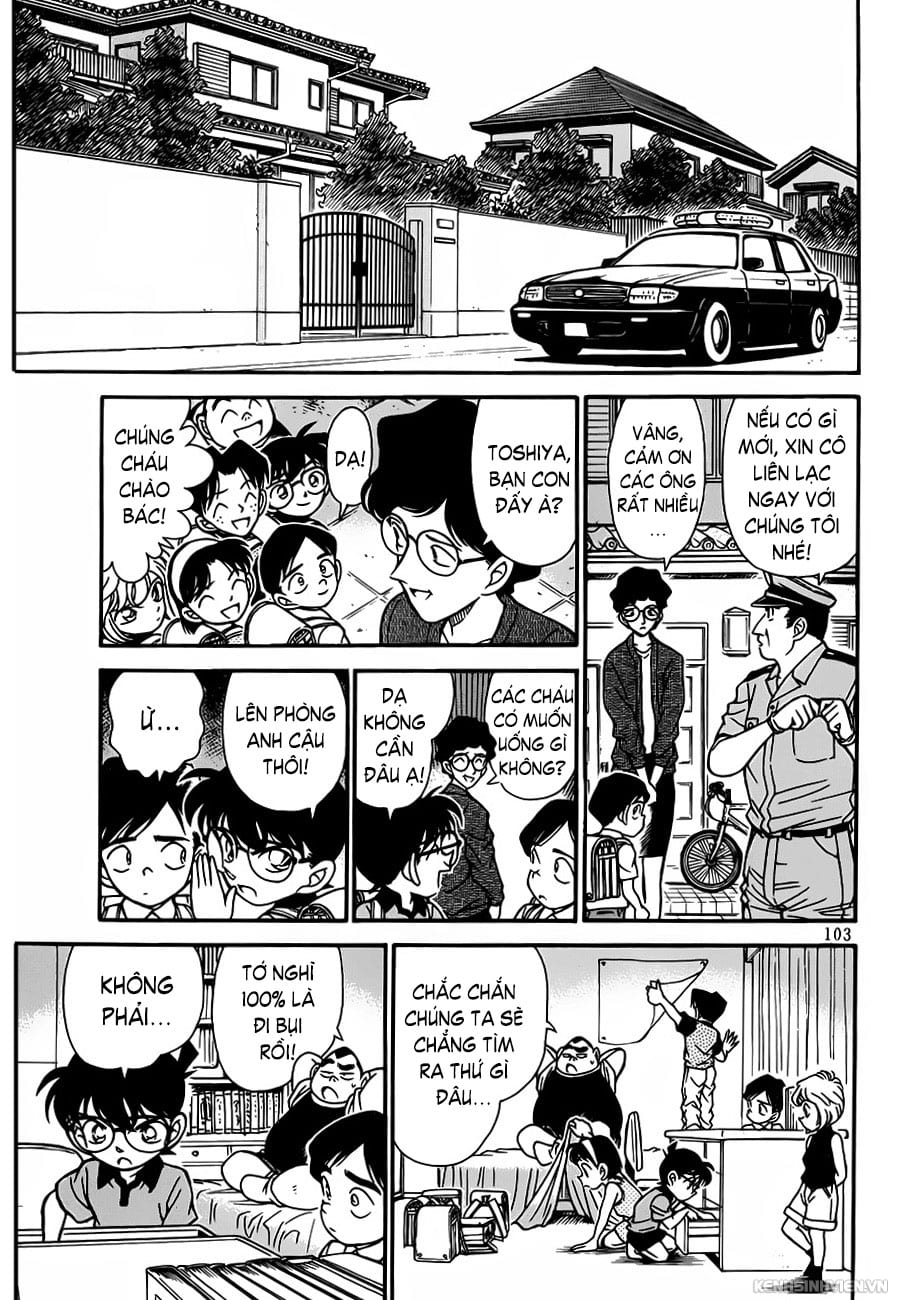 NẾU CÓ GÌ
MỚI, XIN CÔ
LIÊN LẠC
NGAY VỚI
CHÚNG TÔI
NHÉ!
VÂNG,
CẢM ƠN
CÁC ÔNG
RẤT NHIỀU
...
TOSHIYA,
BẠN CON
ĐẤY À?
DẠ!
CHÚNG
CHÁU
CHÀO
BÁC!
CÁC CHÁU
CÓ MUỐN
UỐNG GÌ
KHÔNG?
DẠ
KHÔNG
CẦN
ĐÂU Ạ!
LÊN PHÒNG
ANH CẬU
THÔI!
Ừ...
103
CHẮC CHẮN
CHÚNG TA SẼ
CHẲNG TÌM
RA THỨ GÌ
ĐÂU...
TỚ NGHĨ
100% LÀ
ĐI BỤI
RỒI!
KHÔNG
PHẢI...
KENHSINHVIEN.VN